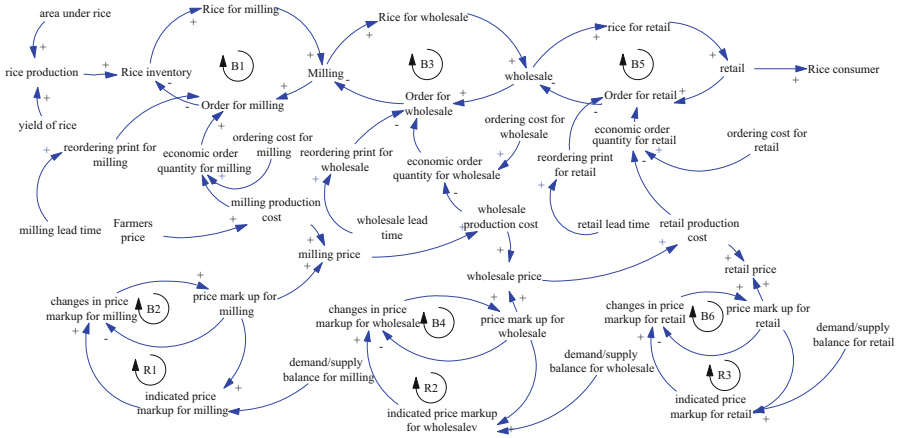 area under rice
Rice for milling
Rice for wholesale
rice for retail
rice production
Rice inventory
B1
Milling
B3
wholesale
B5
retail
Rice consumer
Order for milling
Order for
wholesale
Order for retail
yield of rice
reordering print for
milling
economic order
quantity for milling
ordering cost for
milling
reordering print for
wholesale
economic order
quantity for wholesale
ordering cost for
wholesale
reordering print
for retail
economic order
quantity for retail
ordering cost for
retail
milling lead time
Farmers
price
milling production
cost
milling price
wholesale lead
time
wholesale
production cost
retail lead time
retail production
cost
wholesale price
retail price
changes in price
markup for milling
B2
price mark up for
milling
changes in price
markup for wholesale
B4
price mark up for
wholesale
changes in price
markup for retail
B6
price mark up for
retail
R1
demand/supply
balance for milling
R2
demand/supply
balance for wholesale
R3
demand/supply
balance for retail
indicated price
markup for milling
indicated price markup
for wholesalev
indicated price
markup for retail